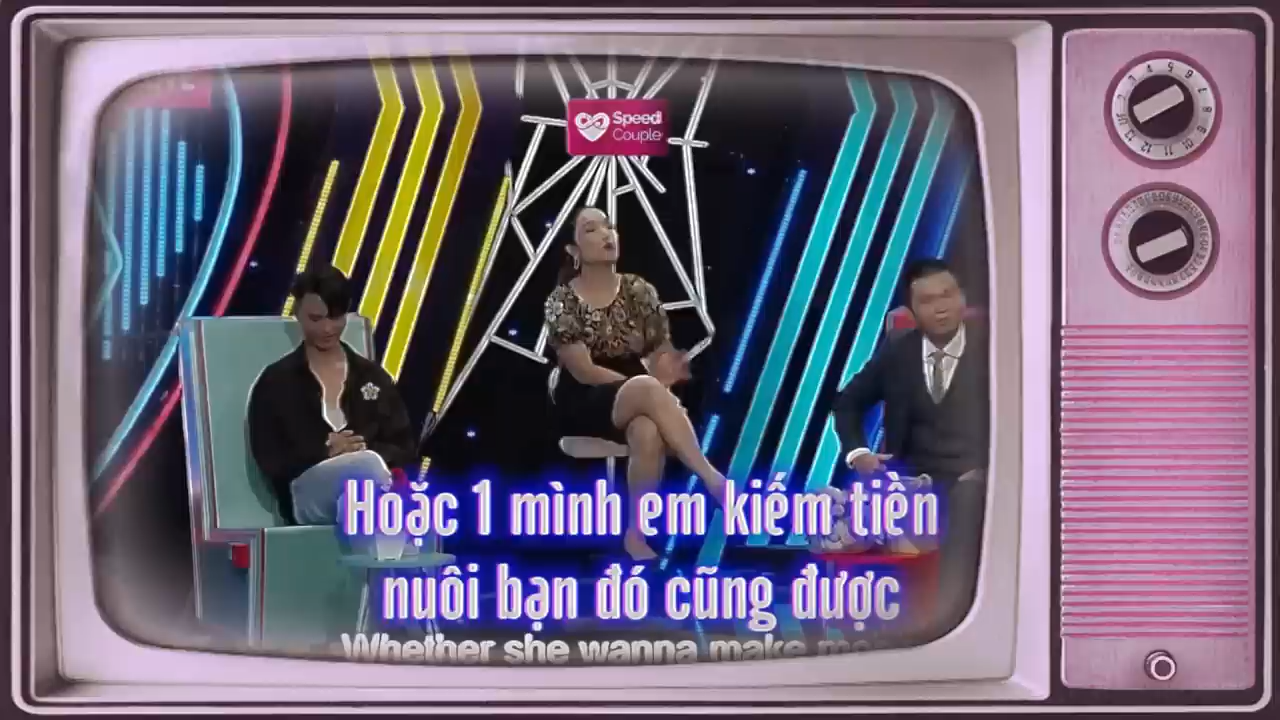 Speed
Couple
Hoặc 1 mình em kiếm tiền
nuôi bạn đó cũng được
Whether she wanna make